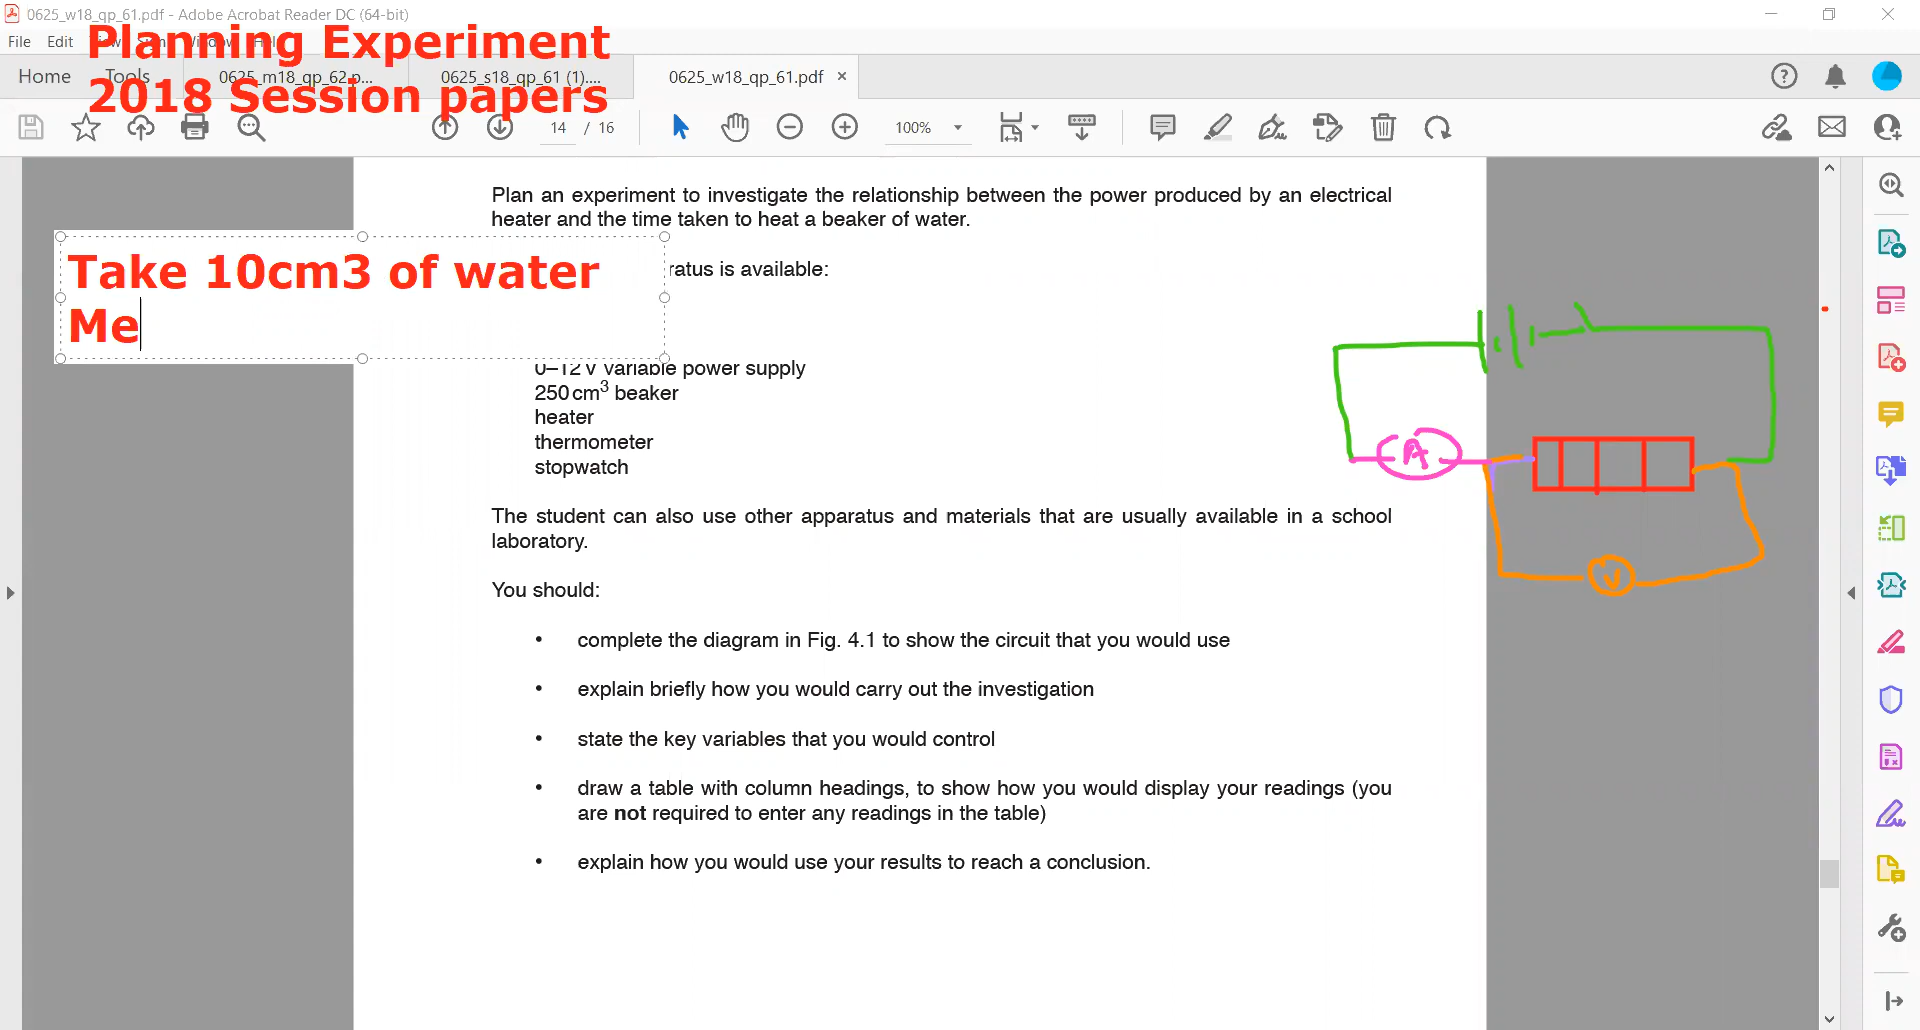 0625_w18_qp_61.pdf - Adobe Acrobat Reader DC (64-bit)
File Edit
Planning Experiment
2018 Session papers
Home Tools 0625_m18_qp_62.p... 0625_s18_qp_61 (1).... 0625_w18_qp_61.pdf ×
14 / 16 100%
Plan an experiment to investigate the relationship between the power produced by an electrical
heater and the time taken to heat a beaker of water.
ratus is available:
Take 10cm3 of water
Me
0–12 V variable power supply
250 cm³ beaker
heater
thermometer
stopwatch
The student can also use other apparatus and materials that are usually available in a school
laboratory.
You should:
• complete the diagram in Fig. 4.1 to show the circuit that you would use
• explain briefly how you would carry out the investigation
• state the key variables that you would control
• draw a table with column headings, to show how you would display your readings (you
are not required to enter any readings in the table)
• explain how you would use your results to reach a conclusion.
A
V